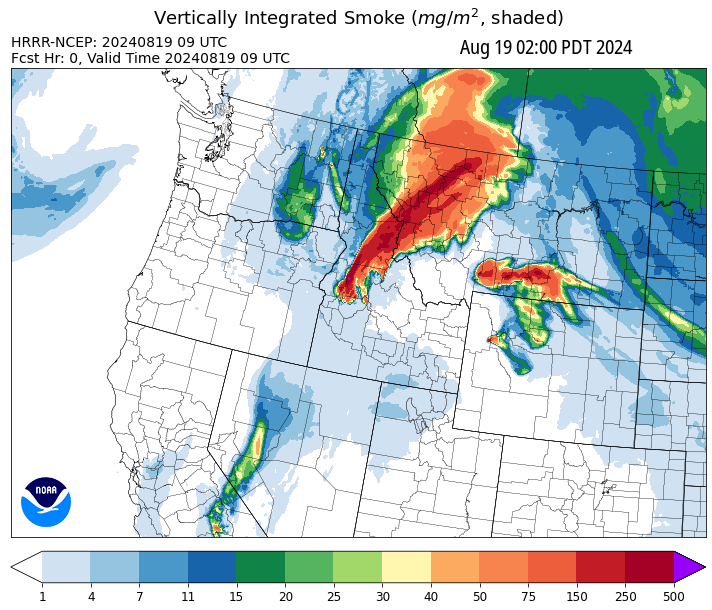 Vertically Integrated Smoke (mg/m², shaded)
HRRR-NCEP: 20240819 09 UTC
Fcst Hr: 0, Valid Time 20240819 09 UTC
Aug 19 02:00 PDT 2024
NOAA
1 4 7 11 15 20 25 30 40 50 75 150 250 500